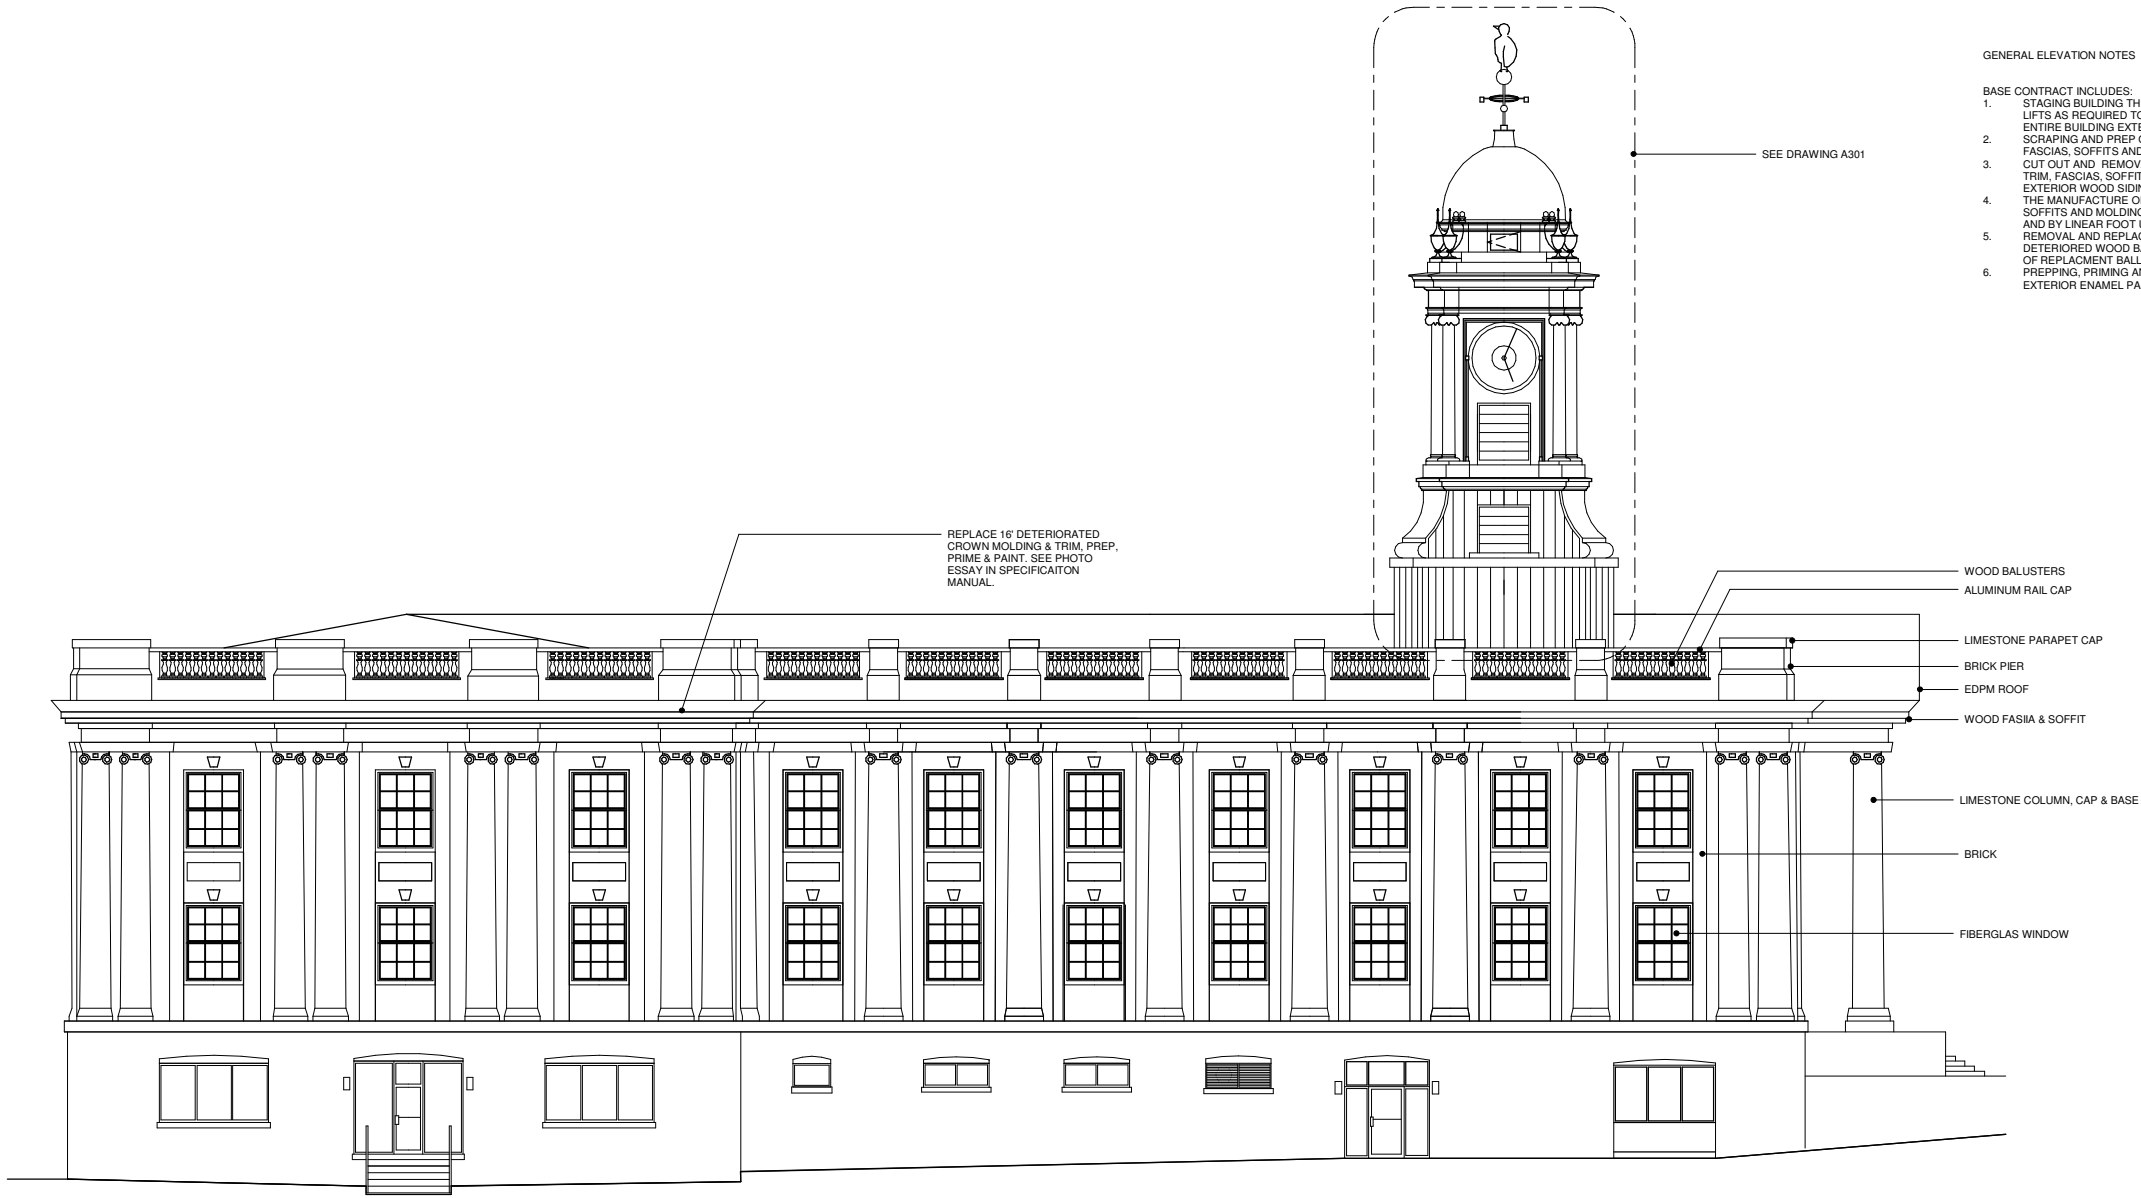 GENERAL ELEVATION NOTES
BASE CONTRACT INCLUDES:
1. STAGING BUILDING TH
LIFTS AS REQUIRED TO
ENTIRE BUILDING EXTE
2. SCRAPING AND PREP
FASCIAS, SOFFITS AND
3. CUT OUT AND REMOV
TRIM, FASCIAS, SOFFIT
EXTERIOR WOOD SIDIN
4. THE MANUFACTURE O
SOFFITS AND MOLDING
AND BY LINEAR FOOT
5. REMOVAL AND REPLAC
DETERIORED WOOD BA
OF REPLACMENT BALL
6. PREPPING, PRIMING AN
EXTERIOR ENAMEL PA
SEE DRAWING A301
REPLACE 16' DETERIORATED
CROWN MOLDING & TRIM, PREP,
PRIME & PAINT. SEE PHOTO
ESSAY IN SPECIFICAITON
MANUAL.
WOOD BALUSTERS
ALUMINUM RAIL CAP
LIMESTONE PARAPET CAP
BRICK PIER
EDPM ROOF
WOOD FASIIA & SOFFIT
LIMESTONE COLUMN, CAP & BASE
BRICK
FIBERGLAS WINDOW